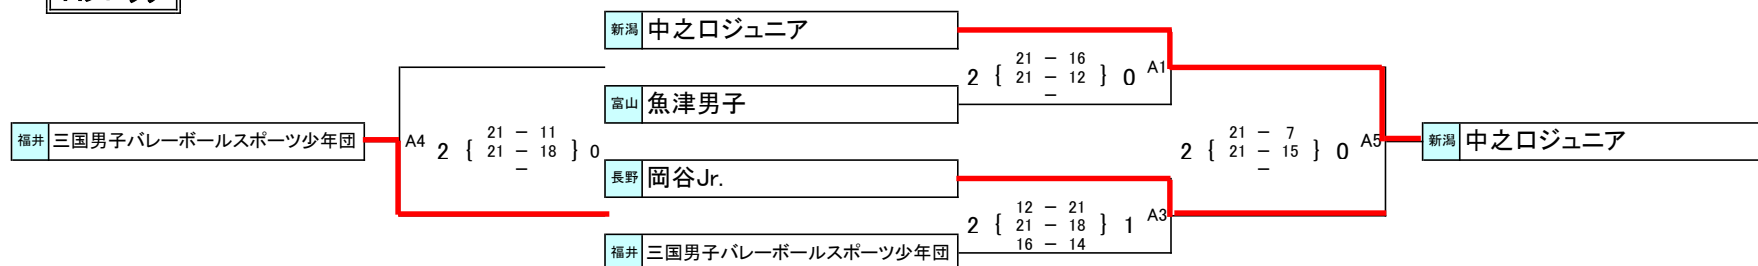 新潟 中之口ジュニア
2 { 21 － 16 } 0 A1
21 － 12
－
富山 魚津男子
福井 三国男子バレーボールスポーツ少年団
A4 2 { 21 － 11 } 0
21 － 18
－
2 { 21 － 7 } 0 A5
21 － 15
－
新潟 中之口ジュニア
長野 岡谷Jr.
2 { 12 － 21 } 1 A3
21 － 18
16 － 14
福井 三国男子バレーボールスポーツ少年団